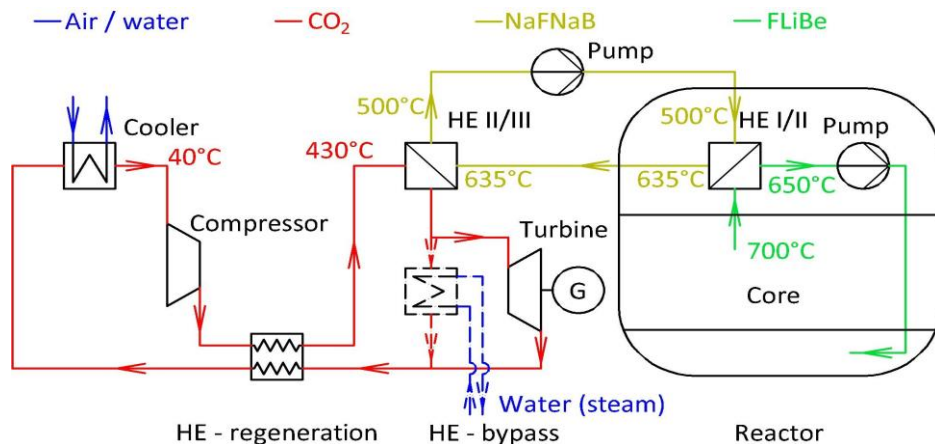 Air / water CO₂ NaFNaB FLiBe
Pump
500°C HE II/III 500°C HE I/II Pump
Cooler
40°C 430°C 635°C 635°C 650°C
Compressor Turbine
700°C
G Core
Water (steam)
HE - regeneration HE - bypass Reactor